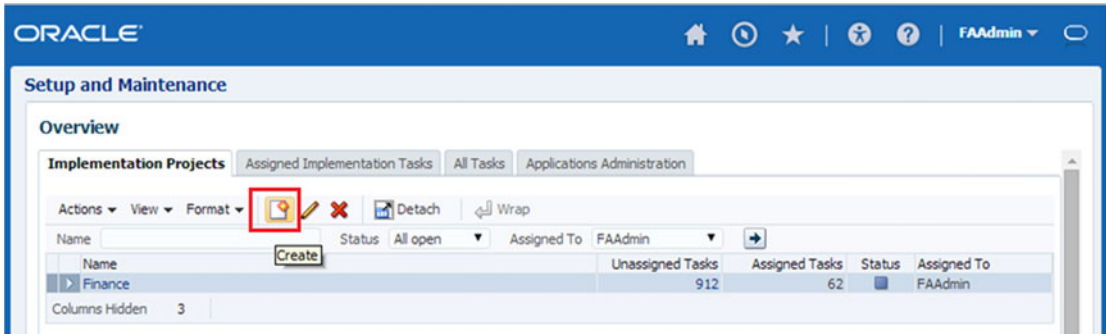 ORACLE
FAAdmin
Setup and Maintenance
Overview
Implementation Projects Assigned Implementation Tasks All Tasks Applications Administration
Actions View Format Detach Wrap
Name Status All open Assigned To FAAdmin
Create
Name Unassigned Tasks Assigned Tasks Status Assigned To
Finance 912 62 FAAdmin
Columns Hidden 3